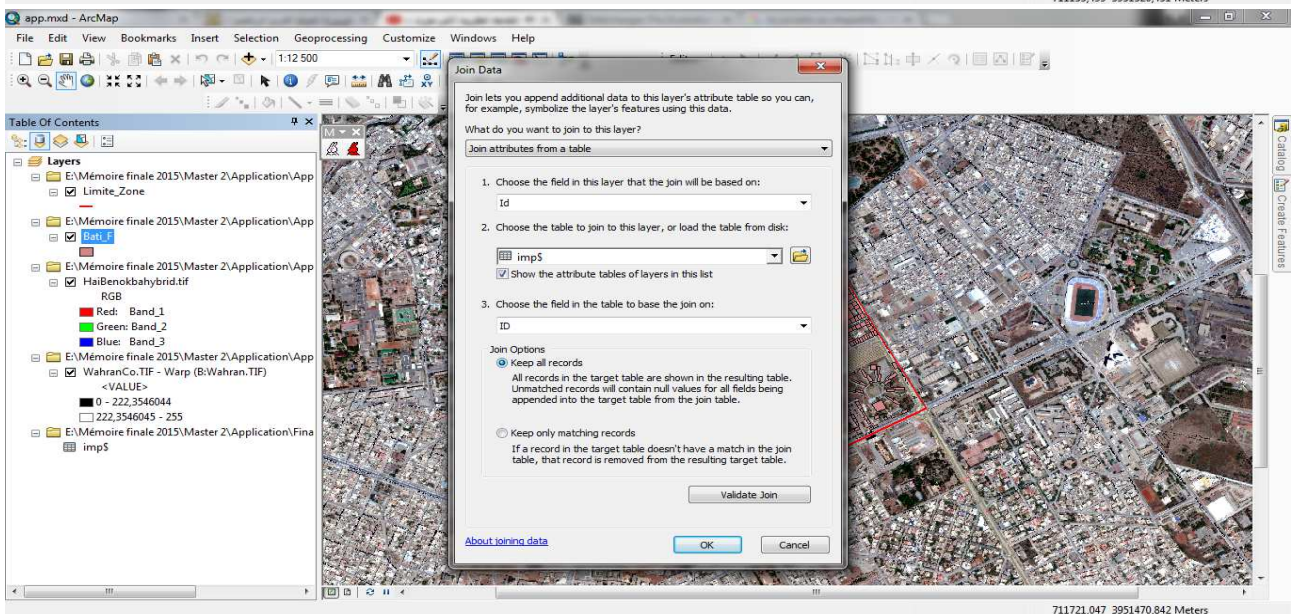 app.mxd - ArcMap
File Edit View Bookmarks Insert Selection Geoprocessing Customize Windows Help
1:12 500
Table Of Contents
Layers
E:\Mémoire finale 2015\Master 2\Application\App
Limite_Zone
E:\Mémoire finale 2015\Master 2\Application\App
Bati_F
E:\Mémoire finale 2015\Master 2\Application\App
HaiBenokbahybrid.tif
RGB
Red: Band_1
Green: Band_2
Blue: Band_3
E:\Mémoire finale 2015\Master 2\Application\App
WahranCo.TIF - Warp (B:Wahran.TIF)
<VALUE>
0 - 222,3546044
222,3546045 - 255
E:\Mémoire finale 2015\Master 2\Application\Fina
imp$
Join Data
Join lets you append additional data to this layer's attribute table so you can,
for example, symbolize the layer's features using this data.
What do you want to join to this layer?
Join attributes from a table
1. Choose the field in this layer that the join will be based on:
Id
2. Choose the table to join to this layer, or load the table from disk:
imp$
Show the attribute tables of layers in this list
3. Choose the field in the table to base the join on:
ID
Join Options
Keep all records
All records in the target table are shown in the resulting table.
Unmatched records will contain null values for all fields being
appended into the target table from the join table.
Keep only matching records
If a record in the target table doesn't have a match in the join
table, that record is removed from the resulting target table.
Validate Join
About joining data
OK Cancel
Catalog
Create Features
711721,047 3951470,842 Meters